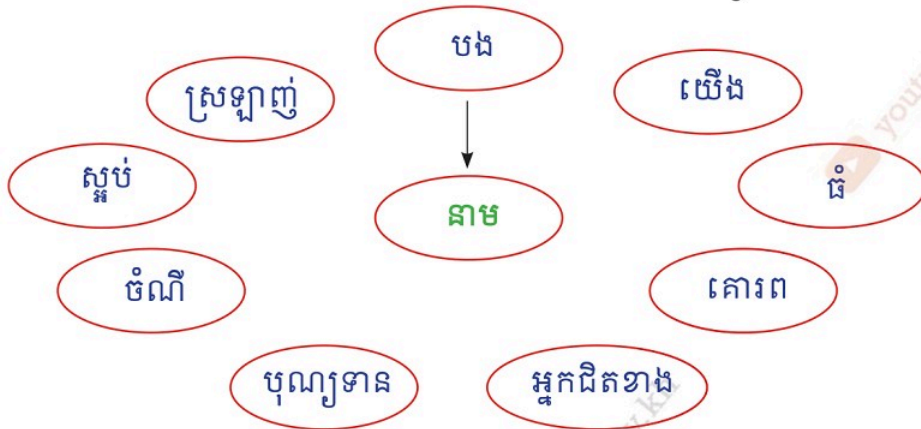 បង
ស្រឡាញ់
យើង
ស្អប់
ធំ
នាម
ចំណី
គោរព
បុណ្យទាន
អ្នកជិតខាង